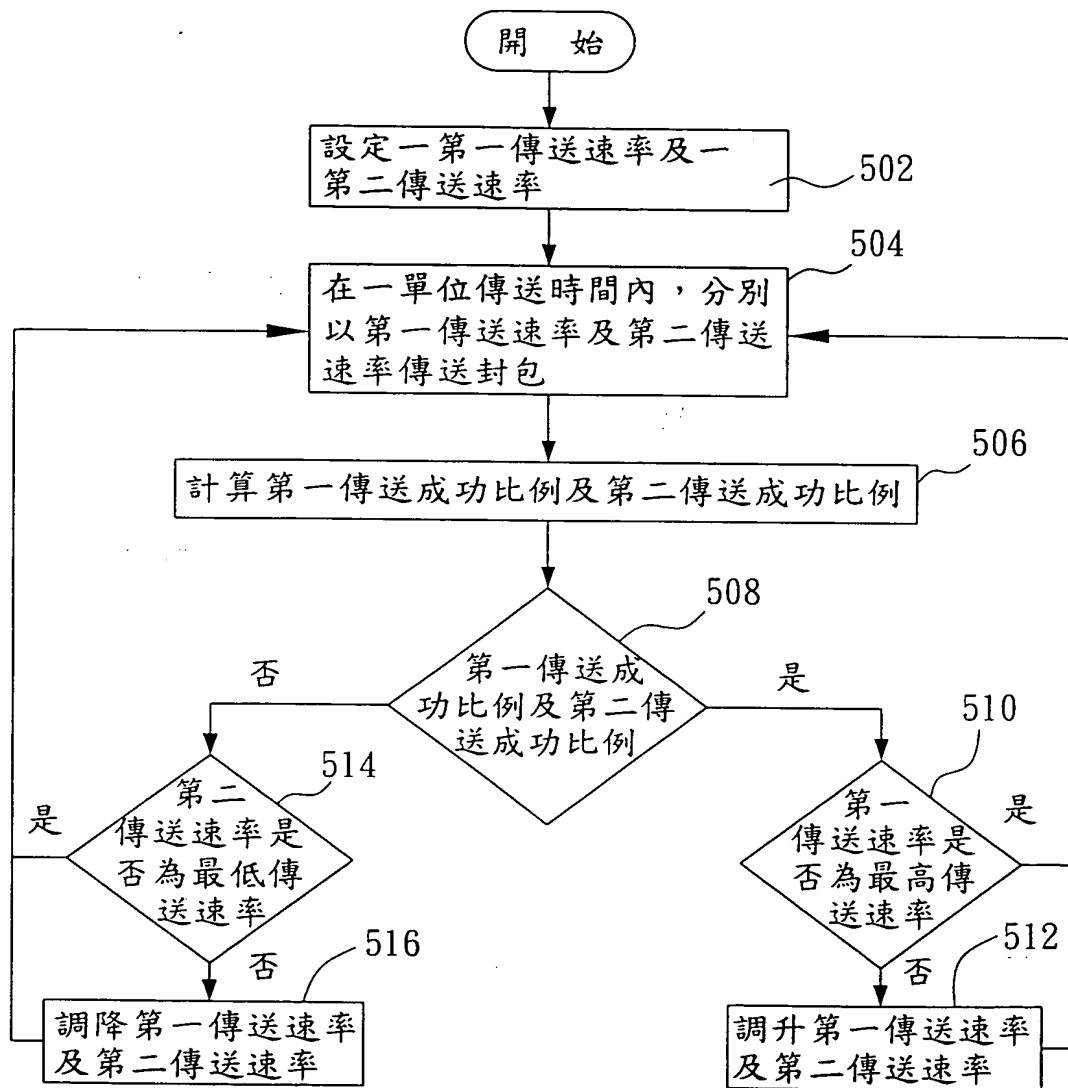 開 始
設定一第一傳送速率及一
第二傳送速率
502
504
在一單位傳送時間內，分別
以第一傳送速率及第二傳送
速率傳送封包
506
計算第一傳送成功比例及第二傳送成功比例
508
第一傳送成
功比例及第二傳
送成功比例
否
是
514
第二
傳送速率是
否為最低傳
送速率
是
510
第一
傳送速率是
否為最高傳
送速率
是
否
516
調降第一傳送速率
及第二傳送速率
否
512
調升第一傳送速率
及第二傳送速率